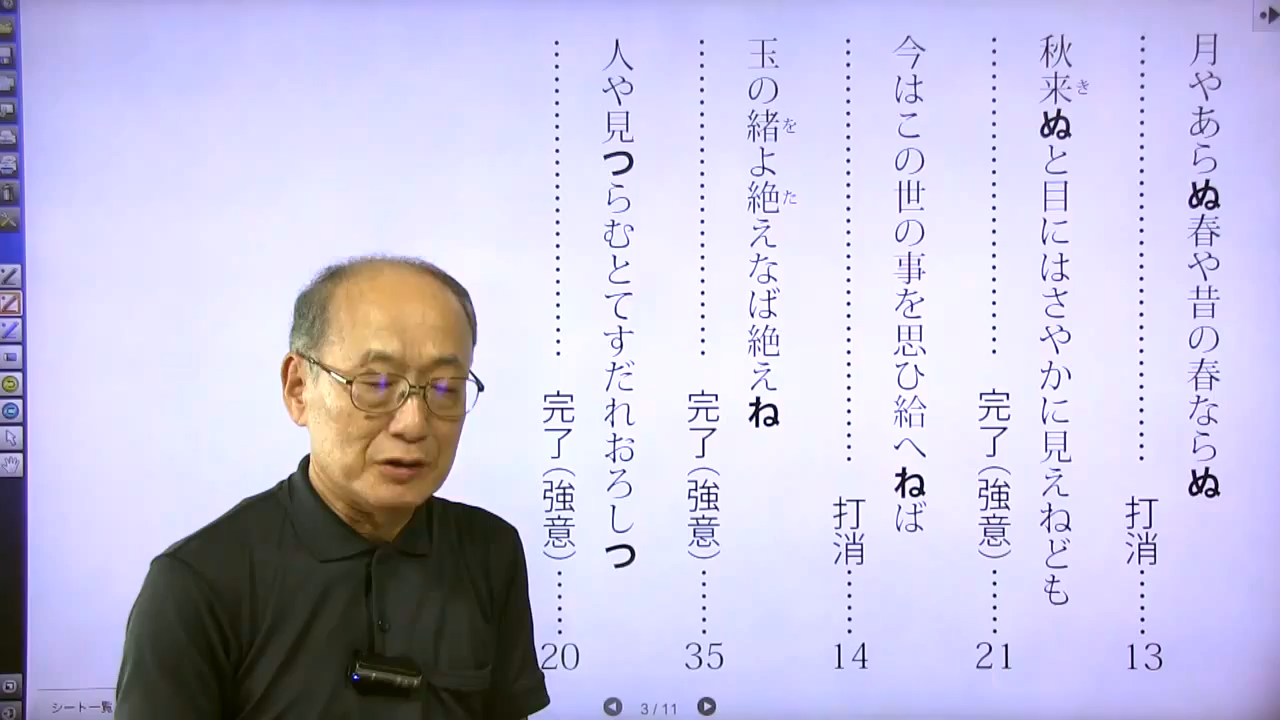 月やあらぬ春や昔の春ならぬ
……………………打消……13
秋来ぬと目にはさやかに見えねども
き
………………完了（強意）……21
今はこの世の事を思ひ給へねば
……………………打消……14
玉の緒よ絶えなば絶えね
を
た
………………完了（強意）……35
人や見つらむとてすだれおろしつ
………………完了（強意）……20
シート一覧
3 / 11